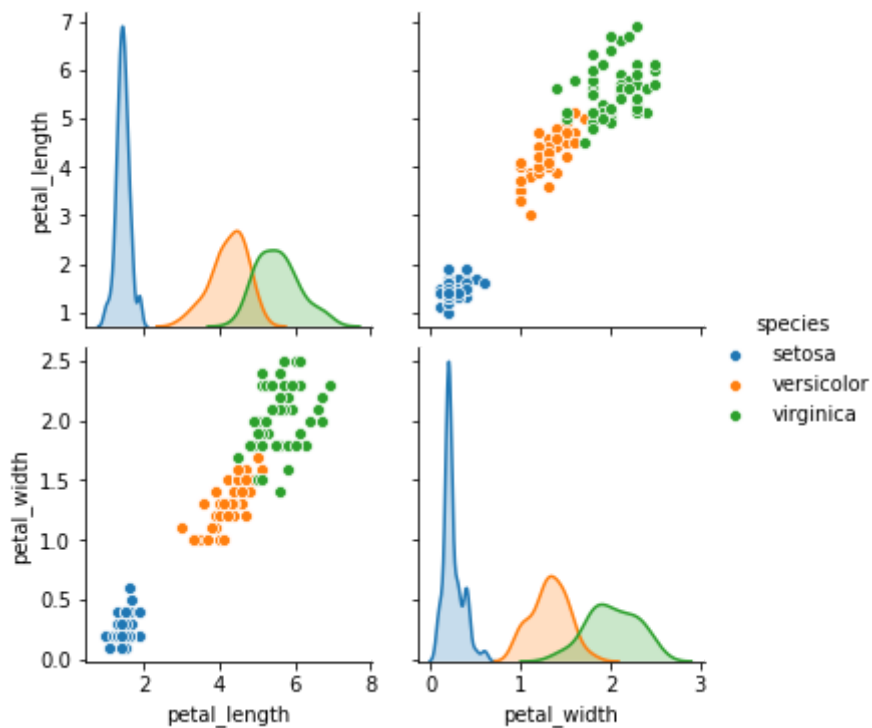 7
6
5
4
3
2
1
petal_length
species
setosa
versicolor
virginica
2.5
2.0
1.5
1.0
0.5
0.0
petal_width
2 4 6 8
petal_length
0 1 2 3
petal_width